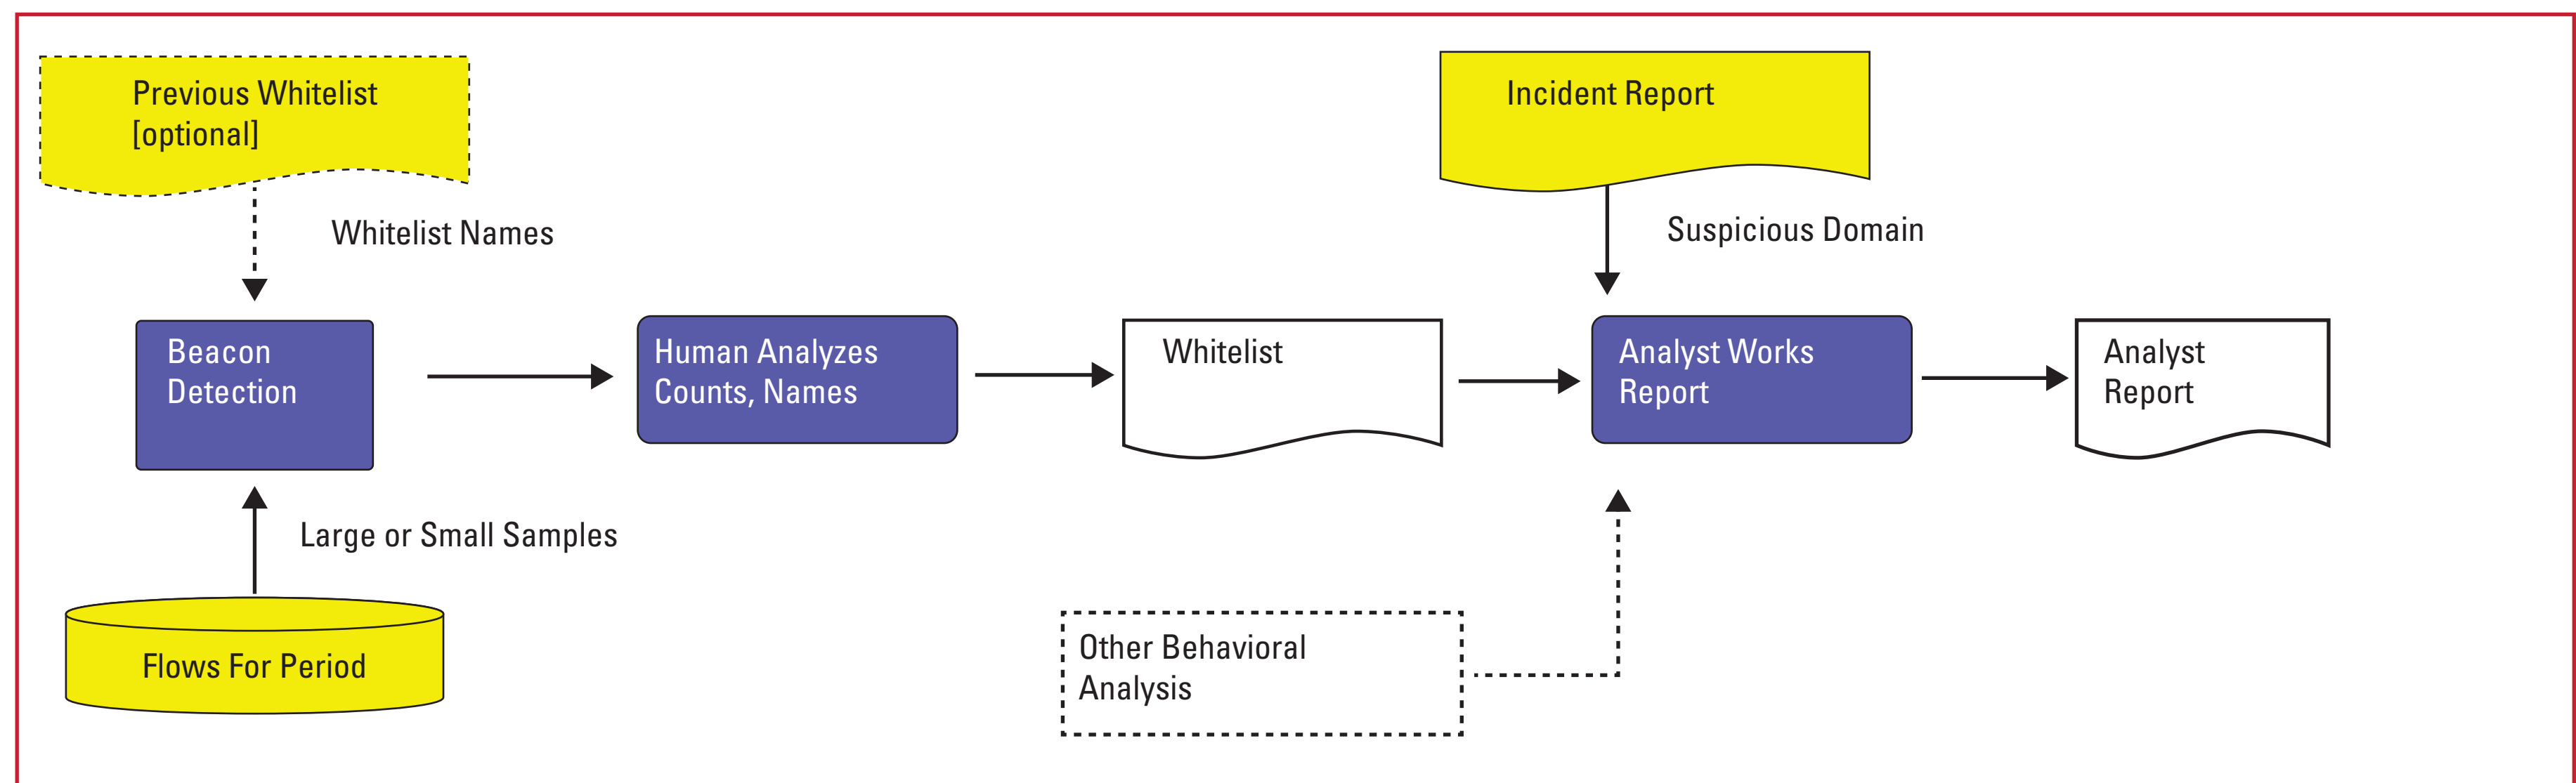 Previous Whitelist
[optional]
Incident Report
Whitelist Names
Suspicious Domain
Beacon
Detection
Human Analyzes
Counts, Names
Whitelist
Analyst Works
Report
Analyst
Report
Large or Small Samples
Flows For Period
Other Behavioral
Analysis